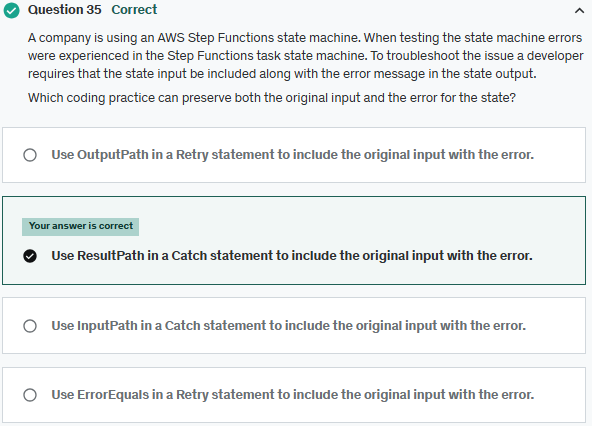 Question 35 Correct
A company is using an AWS Step Functions state machine. When testing the state machine errors
were experienced in the Step Functions task state machine. To troubleshoot the issue a developer
requires that the state input be included along with the error message in the state output.
Which coding practice can preserve both the original input and the error for the state?
Use OutputPath in a Retry statement to include the original input with the error.
Your answer is correct
Use ResultPath in a Catch statement to include the original input with the error.
Use InputPath in a Catch statement to include the original input with the error.
Use ErrorEquals in a Retry statement to include the original input with the error.